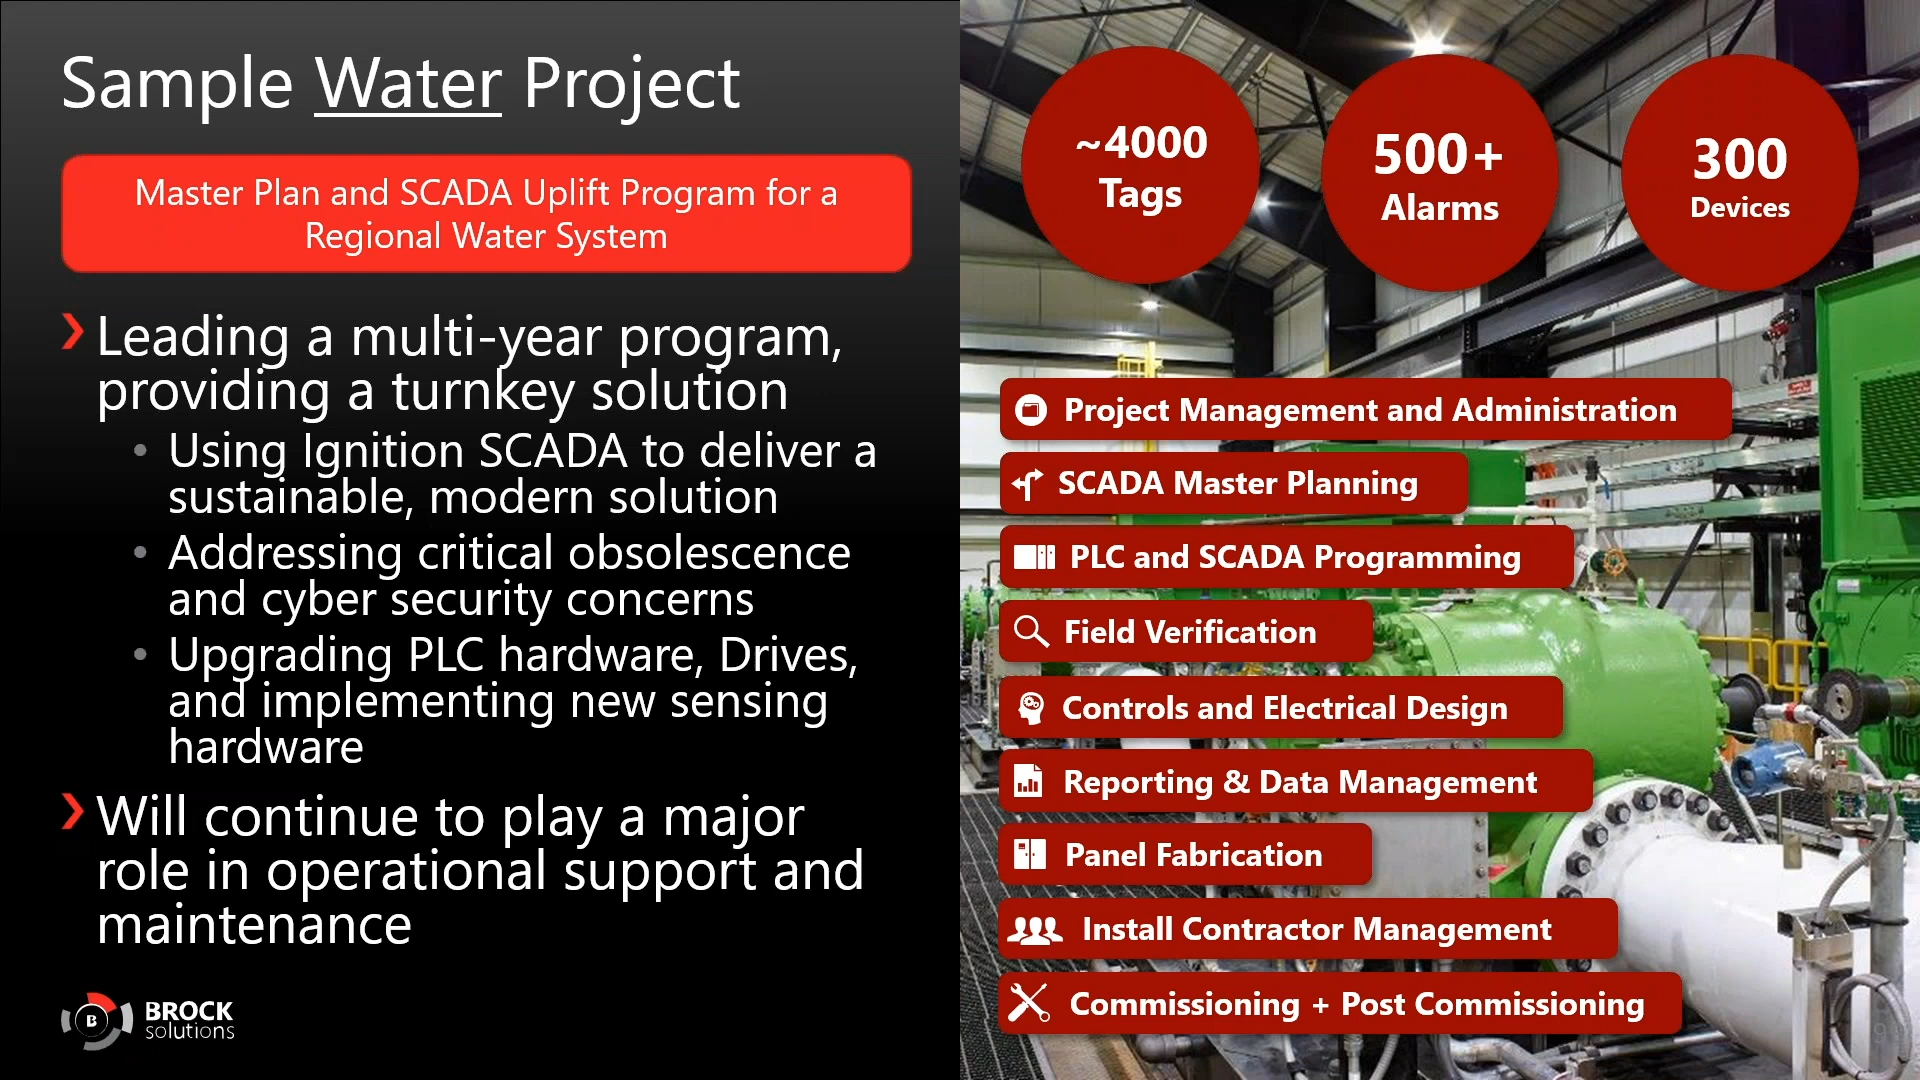 Sample Water Project
Master Plan and SCADA Uplift Program for a
Regional Water System
Leading a multi-year program,
providing a turnkey solution
Using Ignition SCADA to deliver a
sustainable, modern solution
Addressing critical obsolescence
and cyber security concerns
Upgrading PLC hardware, Drives,
and implementing new sensing
hardware
Will continue to play a major
role in operational support and
maintenance
B
BROCK
solutions
~4000
Tags
500+
Alarms
300
Devices
Project Management and Administration
SCADA Master Planning
PLC and SCADA Programming
Field Verification
Controls and Electrical Design
Reporting & Data Management
Panel Fabrication
Install Contractor Management
Commissioning + Post Commissioning
9